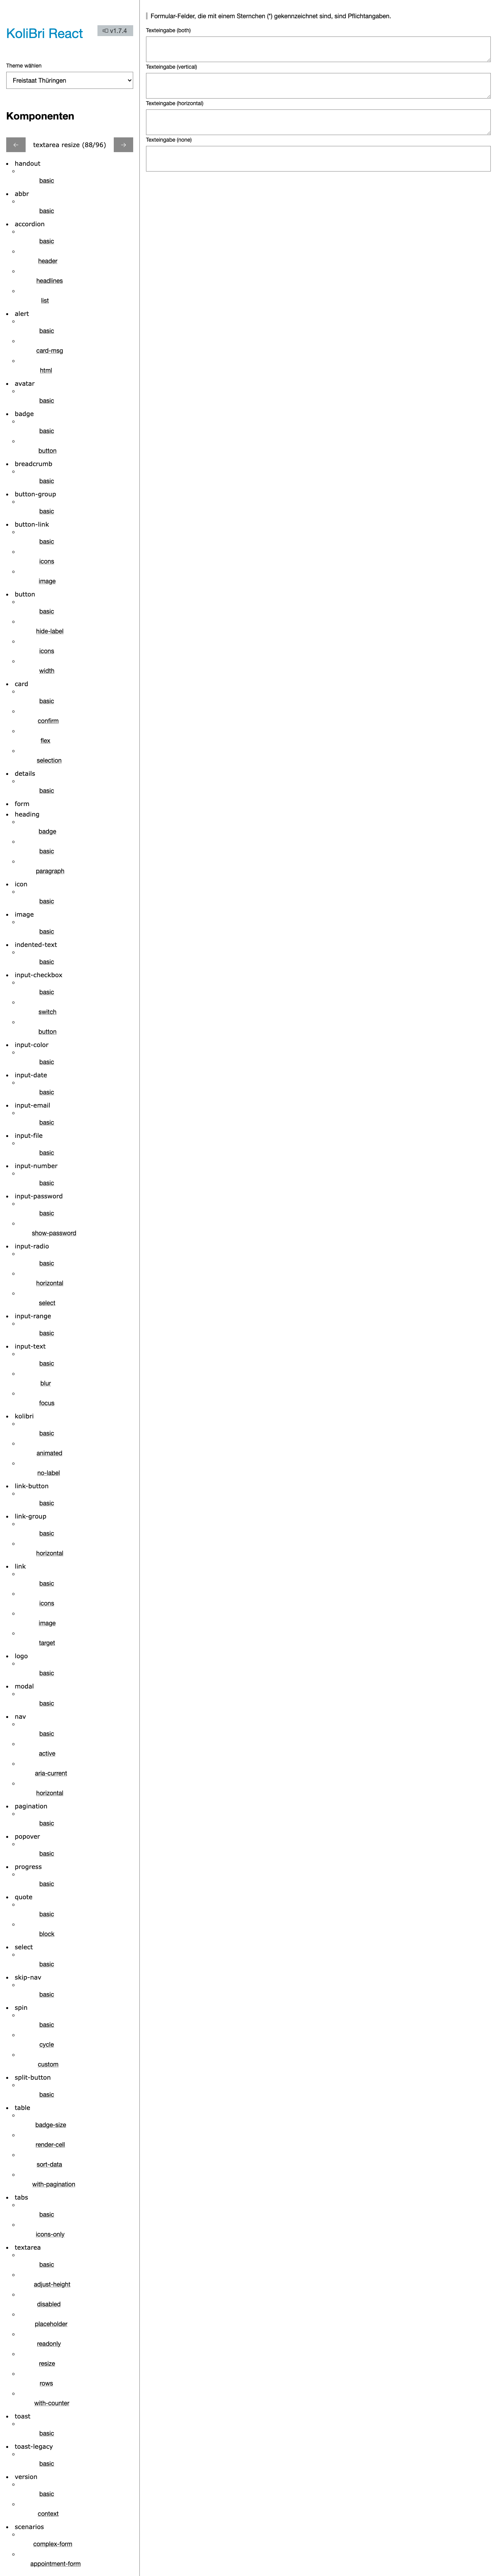 KoliBri React
v1.7.4
Theme wählen
Freistaat Thüringen
Komponenten
← textarea resize (88/96) →
handout
basic
abbr
basic
accordion
basic
header
headlines
list
alert
basic
card-msg
html
avatar
basic
badge
basic
button
breadcrumb
basic
button-group
basic
button-link
basic
icons
image
button
basic
hide-label
icons
width
card
basic
confirm
flex
selection
details
basic
form
heading
badge
basic
paragraph
icon
basic
image
basic
indented-text
basic
input-checkbox
basic
switch
button
input-color
basic
input-date
basic
input-email
basic
input-file
basic
input-number
basic
input-password
basic
show-password
input-radio
basic
horizontal
select
input-range
basic
input-text
basic
blur
focus
kolibri
basic
animated
no-label
link-button
basic
link-group
basic
horizontal
link
basic
icons
image
target
logo
basic
modal
basic
nav
basic
active
aria-current
horizontal
pagination
basic
popover
basic
progress
basic
quote
basic
block
select
basic
skip-nav
basic
spin
basic
cycle
custom
split-button
basic
table
badge-size
render-cell
sort-data
with-pagination
tabs
basic
icons-only
textarea
basic
adjust-height
disabled
placeholder
readonly
resize
rows
with-counter
toast
basic
toast-legacy
basic
version
basic
context
scenarios
complex-form
appointment-form
Formular-Felder, die mit einem Sternchen (*) gekennzeichnet sind, sind Pflichtangaben.
Texteingabe (both)
Texteingabe (vertical)
Texteingabe (horizontal)
Texteingabe (none)